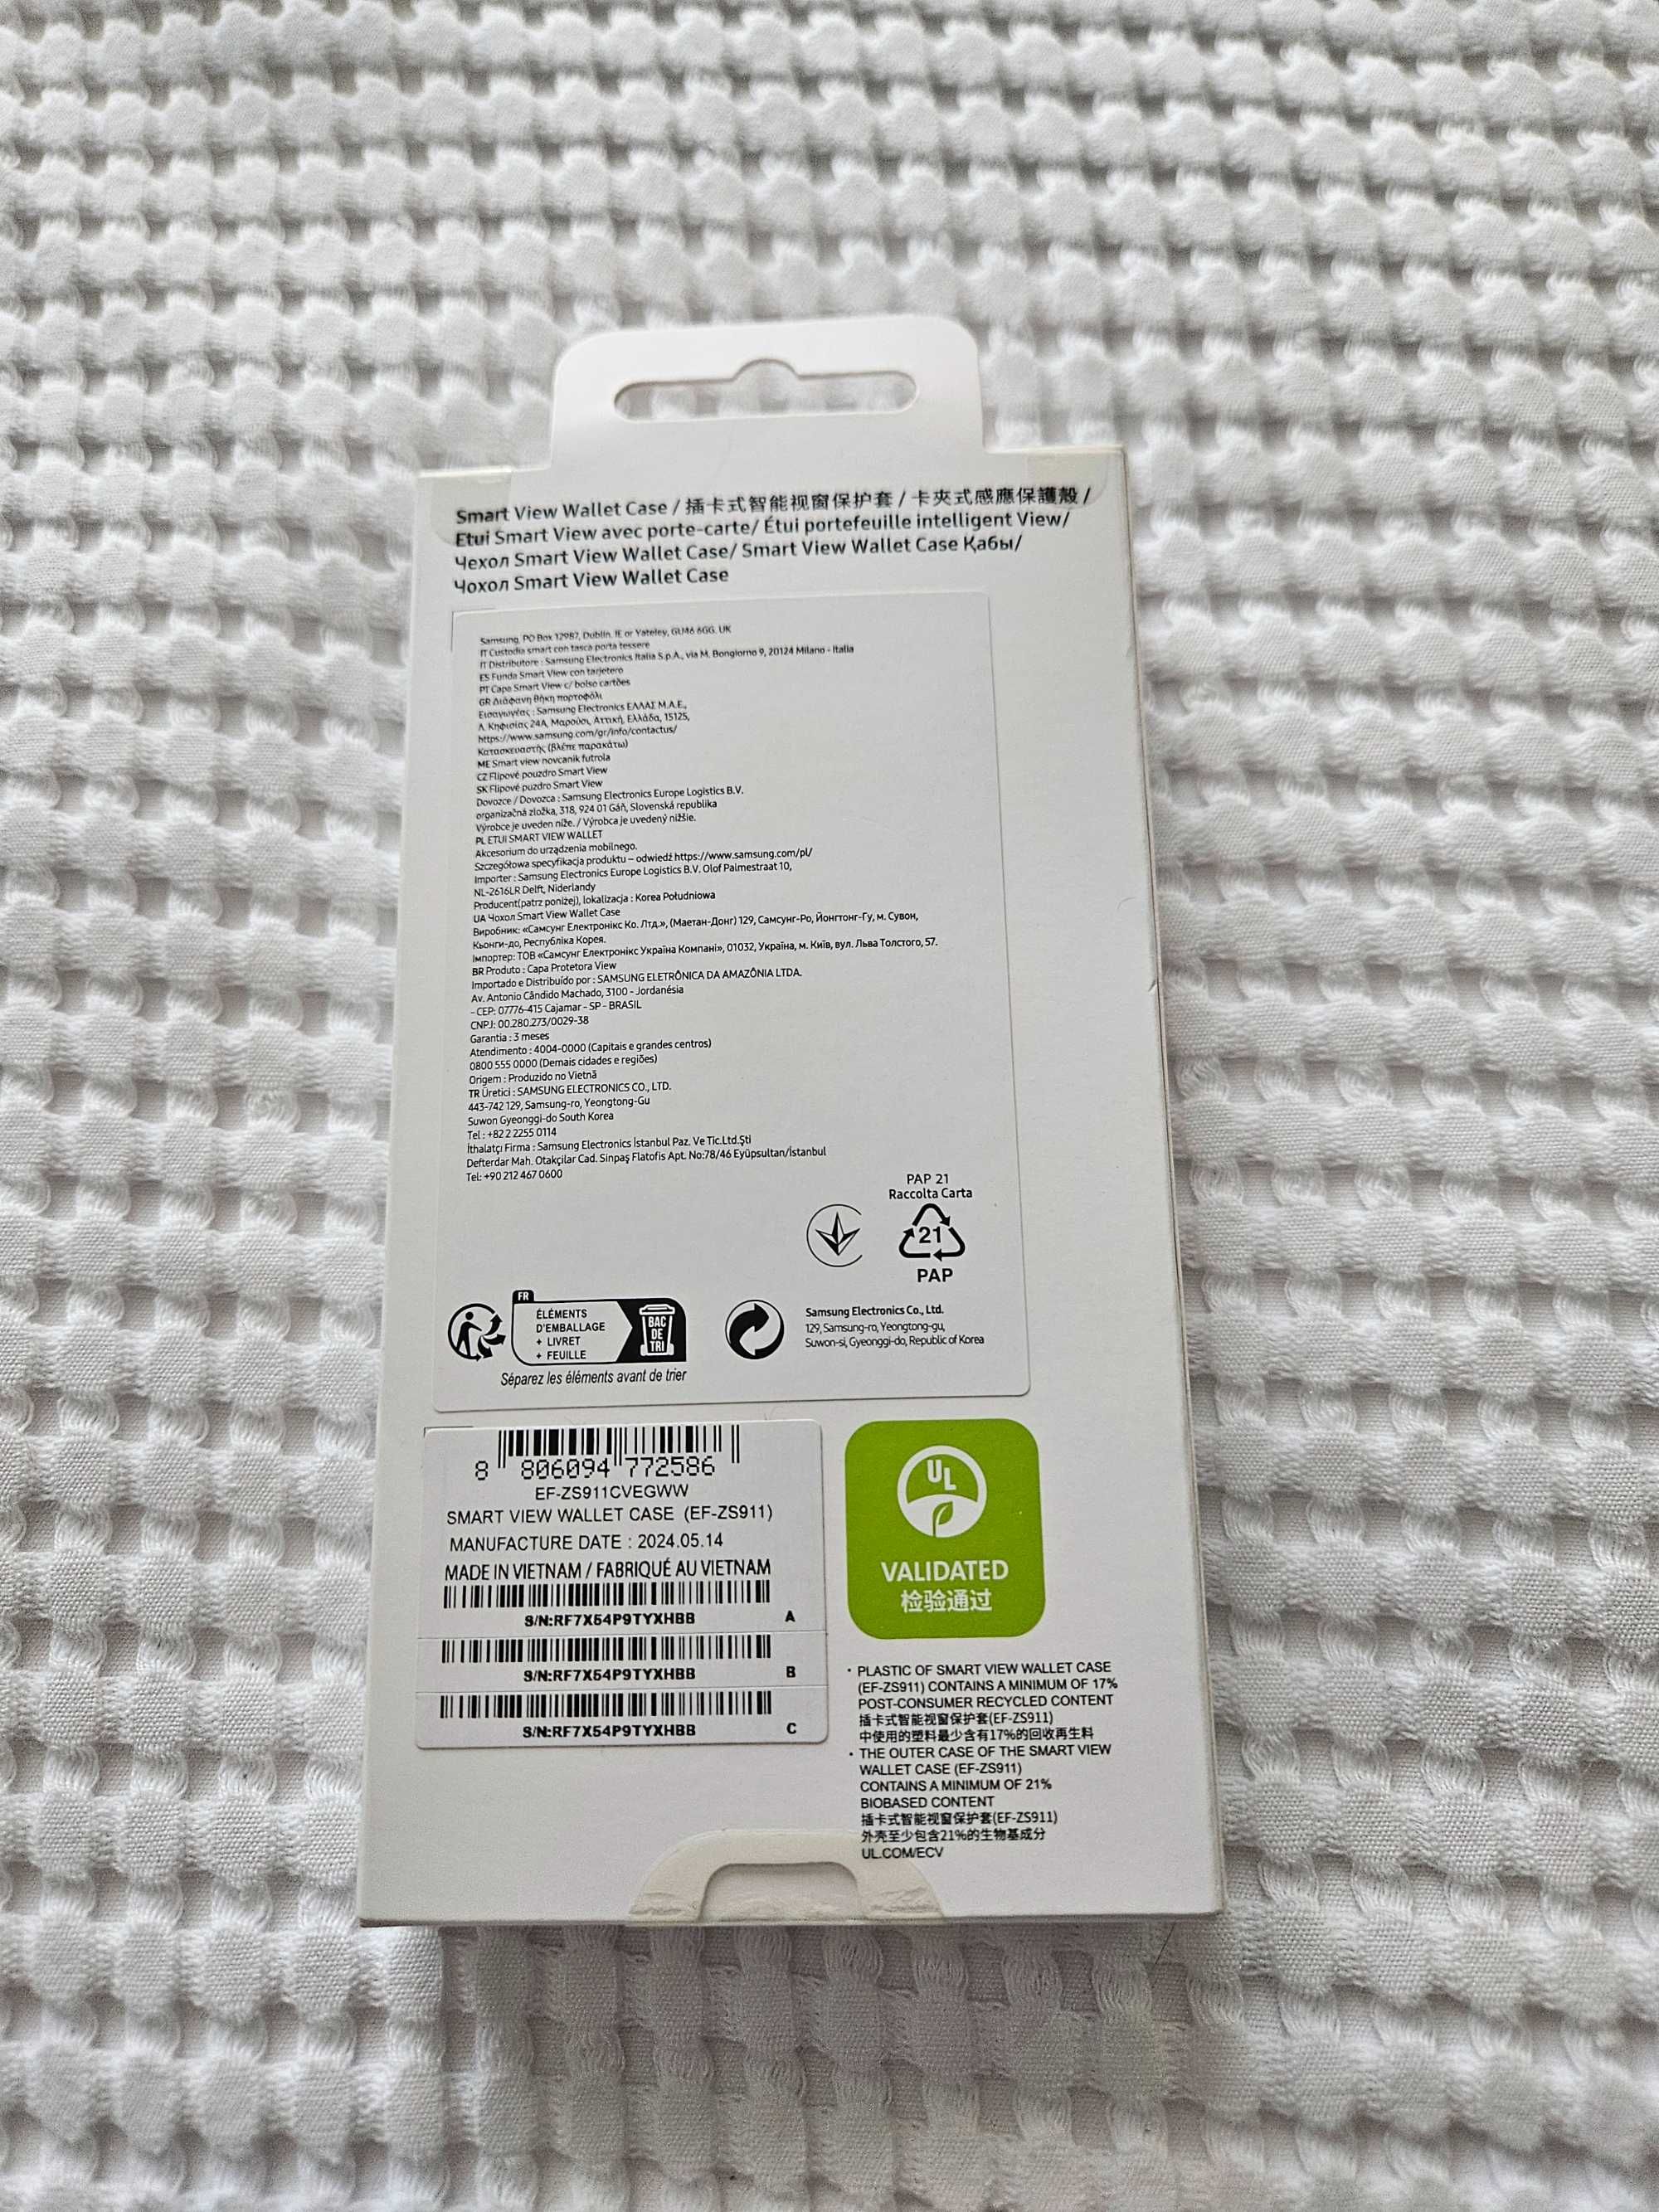 Smart View Wallet Case / 插卡式智能视窗保护套 / 卡夾式感應保護殼 /
Etui Smart View avec porte-carte/ Étui portefeuille intelligent View/
Чехол Smart View Wallet Case/ Smart View Wallet Case Қабы/
Чохол Smart View Wallet Case
Samsung, PO Box 12987, Dublin. IE or Yateley, GU46 6GG. UK
IT Custodia smart con tasca porta tessere
IT Distributore : Samsung Electronics Italia S.p.A., via M. Bongiorno 9, 20124 Milano - Italia
ES Funda Smart View con tarjetero
PT Capa Smart View c/ bolso cartões
GR Διάφανη θήκη πορτοφόλι
Εισαγωγέας : Samsung Electronics ΕΛΛΑΣ Μ.Α.Ε.,
Λ. Κηφισίας 24Α, Μαρούσι, Αττική, Ελλάδα, 15125,
https://www.samsung.com/gr/info/contactus/
Κατασκευαστής (βλέπε παρακάτω)
ME Smart view novcanik futrola
CZ Flipové pouzdro Smart View
SK Flipové puzdro Smart View
Dovozce / Dovozca : Samsung Electronics Europe Logistics B.V.
organizačná zložka, 318, 924 01 Gáň, Slovenská republika
Výrobce je uveden níže. / Výrobca je uvedený nižšie.
PL ETUI SMART VIEW WALLET
Akcesorium do urządzenia mobilnego.
Szczegółowa specyfikacja produktu – odwiedź https://www.samsung.com/pl/
Importer : Samsung Electronics Europe Logistics B.V. Olof Palmestraat 10,
NL-2616LR Delft, Niderlandy
Producent(patrz poniżej), lokalizacja : Korea Południowa
UA Чохол Smart View Wallet Case
Виробник: «Самсунг Електронікс Ко. Лтд.», (Маетан-Донг) 129, Самсунг-Ро, Йонгтонг-Гу, м. Сувон,
Кьонги-до, Республіка Корея.
Імпортер: ТОВ «Самсунг Електронікс Україна Компані», 01032, Україна, м. Київ, вул. Льва Толстого, 57.
BR Produto : Capa Protetora View
Importado e Distribuído por : SAMSUNG ELETRÔNICA DA AMAZÔNIA LTDA.
Av. Antonio Cândido Machado, 3100 - Jordanésia
- CEP: 07776-415 Cajamar - SP - BRASIL
CNPJ: 00.280.273/0029-38
Garantia : 3 meses
Atendimento : 4004-0000 (Capitais e grandes centros)
0800 555 0000 (Demais cidades e regiões)
Origem : Produzido no Vietnã
TR Üretici : SAMSUNG ELECTRONICS CO., LTD.
443-742 129, Samsung-ro, Yeongtong-Gu
Suwon Gyeonggi-do South Korea
Tel : +82 2 2255 0114
İthalatçı Firma : Samsung Electronics İstanbul Paz. Ve Tic.Ltd.Şti
Defterdar Mah. Otakçılar Cad. Sinpaş Flatofis Apt. No:78/46 Eyüpsultan/İstanbul
Tel: +90 212 467 0600
PAP 21
Raccolta Carta
21
PAP
FR
ÉLÉMENTS
D'EMBALLAGE
+ LIVRET
+ FEUILLE
BAC
DE
TRI
Séparez les éléments avant de trier
Samsung Electronics Co., Ltd.
129, Samsung-ro, Yeongtong-gu,
Suwon-si, Gyeonggi-do, Republic of Korea
8 806094 772586
EF-ZS911CVEGWW
SMART VIEW WALLET CASE (EF-ZS911)
MANUFACTURE DATE : 2024.05.14
MADE IN VIETNAM / FABRIQUÉ AU VIETNAM
S/N:RF7X54P9TYXHBB A
S/N:RF7X54P9TYXHBB B
S/N:RF7X54P9TYXHBB C
UL
VALIDATED
检验通过
• PLASTIC OF SMART VIEW WALLET CASE
(EF-ZS911) CONTAINS A MINIMUM OF 17%
POST-CONSUMER RECYCLED CONTENT
插卡式智能视窗保护套(EF-ZS911)
中使用的塑料最少含有17%的回收再生料
• THE OUTER CASE OF THE SMART VIEW
WALLET CASE (EF-ZS911)
CONTAINS A MINIMUM OF 21%
BIOBASED CONTENT
插卡式智能视窗保护套(EF-ZS911)
外壳至少包含21%的生物基成分
UL.COM/ECV